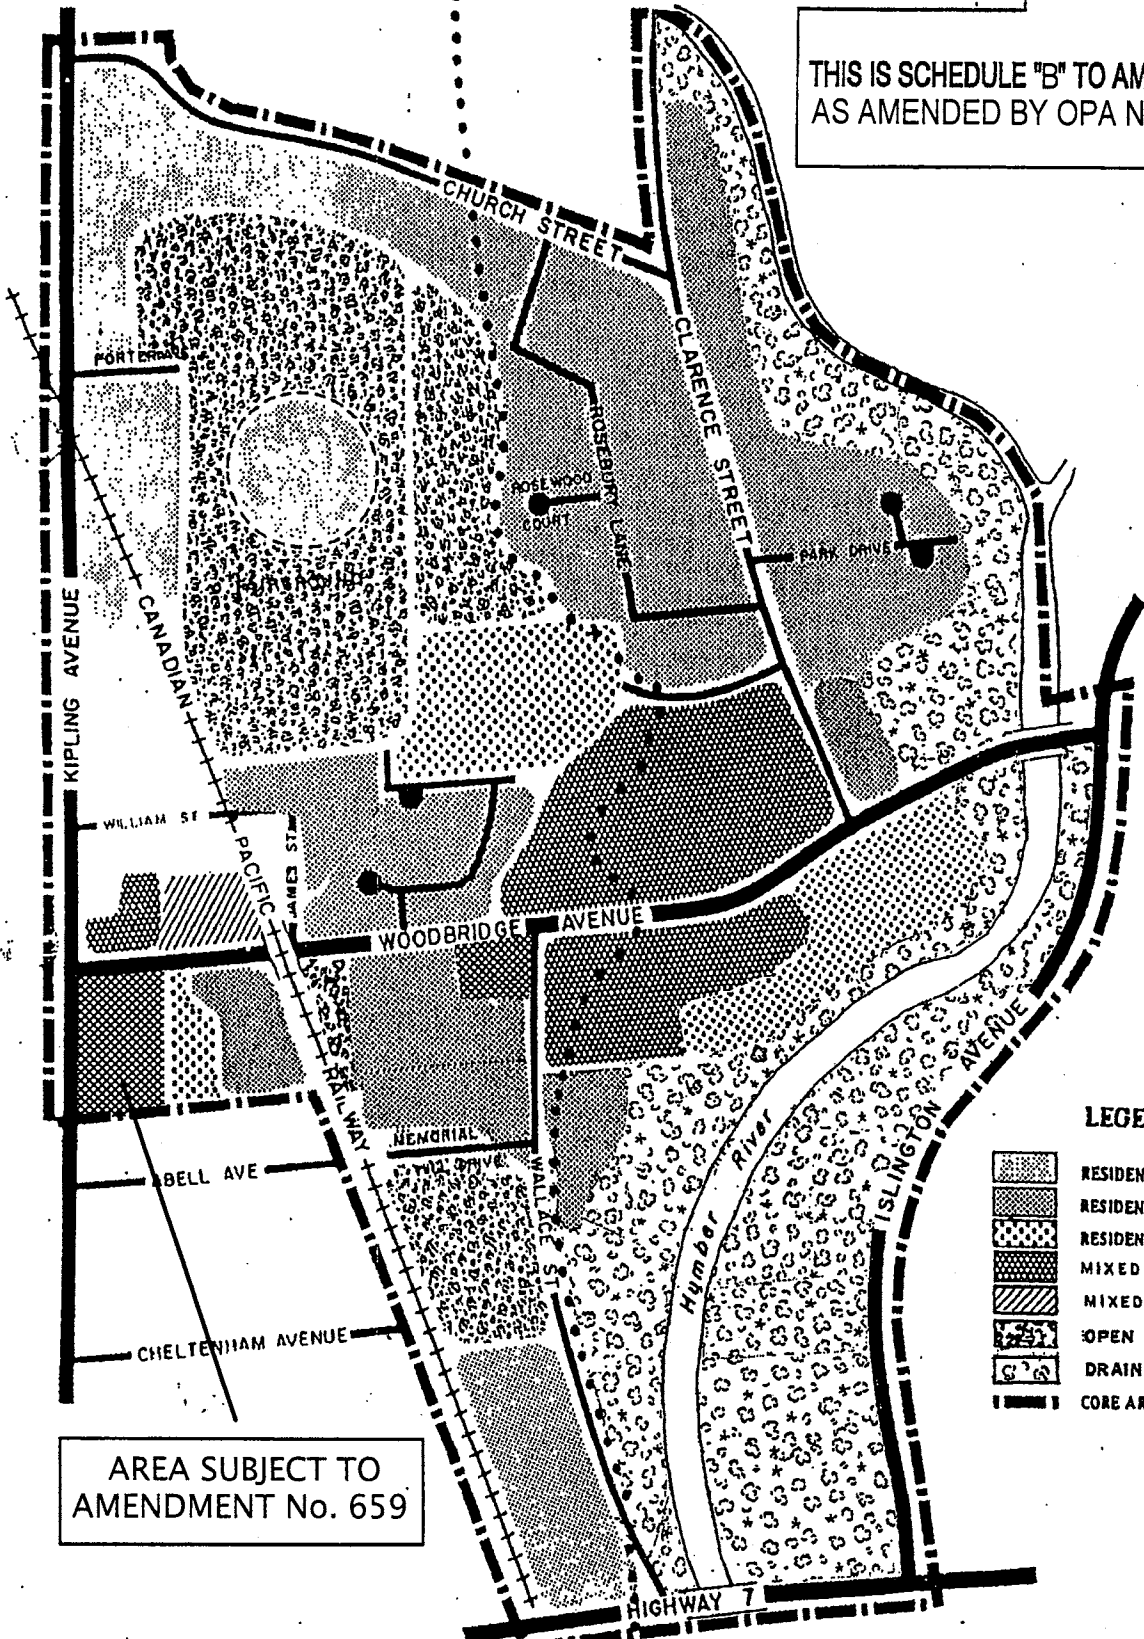 THIS IS SCHEDULE "B" TO AM
AS AMENDED BY OPA N
CHURCH STREET
CLARENCE STREET
ROSEBURY LANE
ROSEWOOD
COURT
PARK DRIVE
KIPLING AVENUE
CANADIAN
PACIFIC
RAILWAY
WILLIAM ST
JAMES ST
WOODBRIDGE AVENUE
MEMORIAL
HILL DRIVE
WALLACE ST
ABELL AVE
CHELTENHAM AVENUE
Humber River
ISLINGTON AVENUE
HIGHWAY 7
AREA SUBJECT TO
AMENDMENT No. 659
LEGE
RESIDEN
RESIDEN
RESIDEN
MIXED
MIXED
OPEN
DRAIN
CORE AR